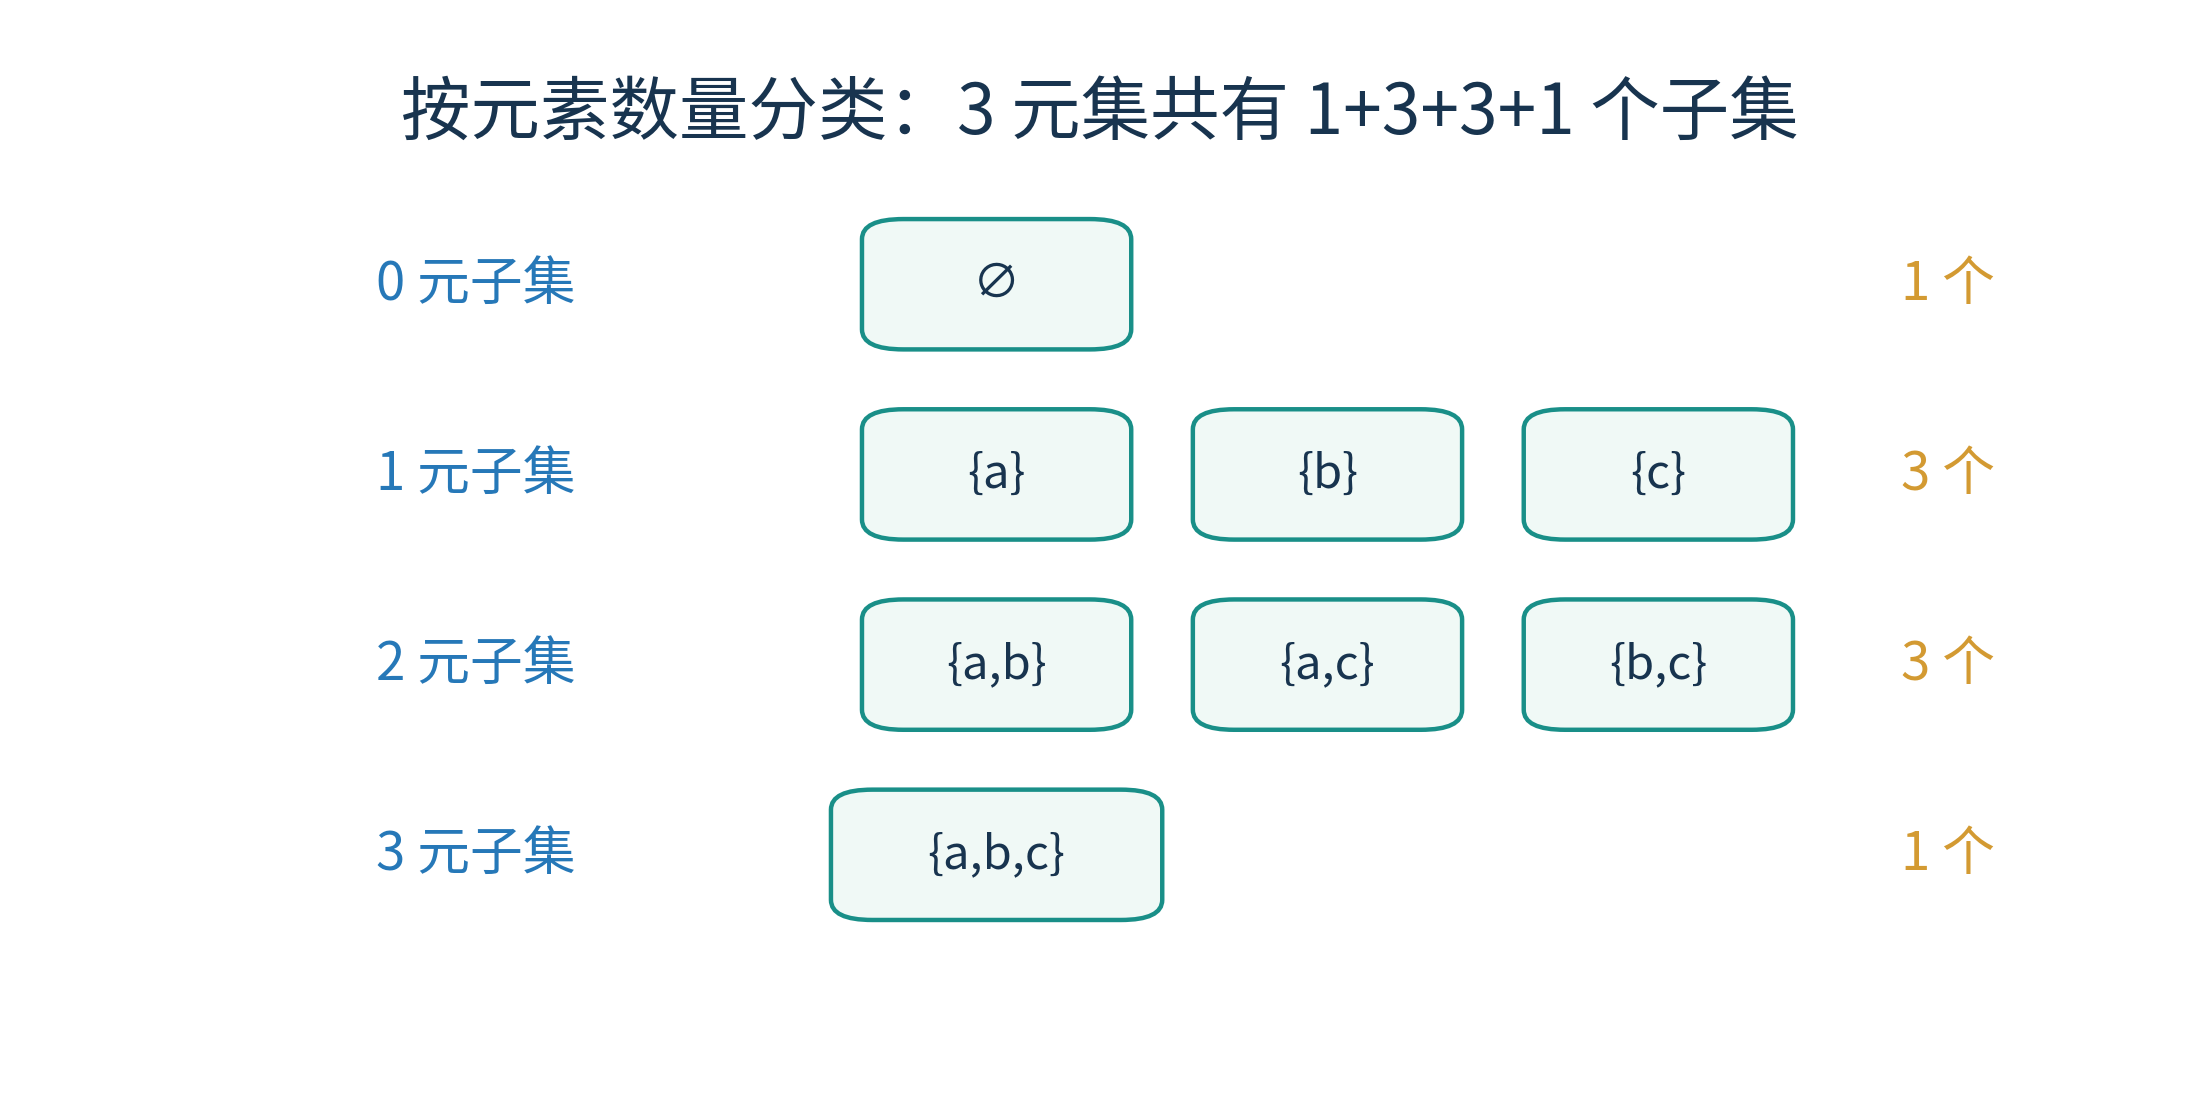 按元素数量分类：3 元集共有 1+3+3+1 个子集
0 元子集 ∅ 1 个
1 元子集 {a} {b} {c} 3 个
2 元子集 {a,b} {a,c} {b,c} 3 个
3 元子集 {a,b,c} 1 个